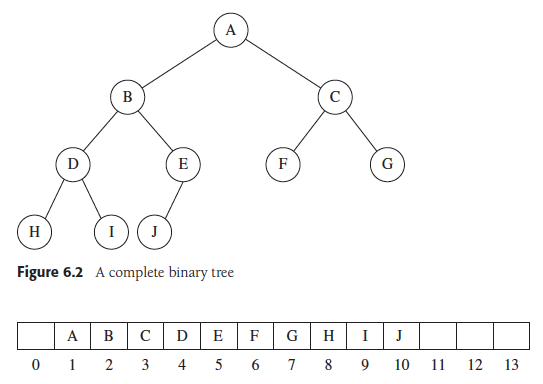 A
B C
D E F G
H I J
Figure 6.2 A complete binary tree
A B C D E F G H I J
0 1 2 3 4 5 6 7 8 9 10 11 12 13